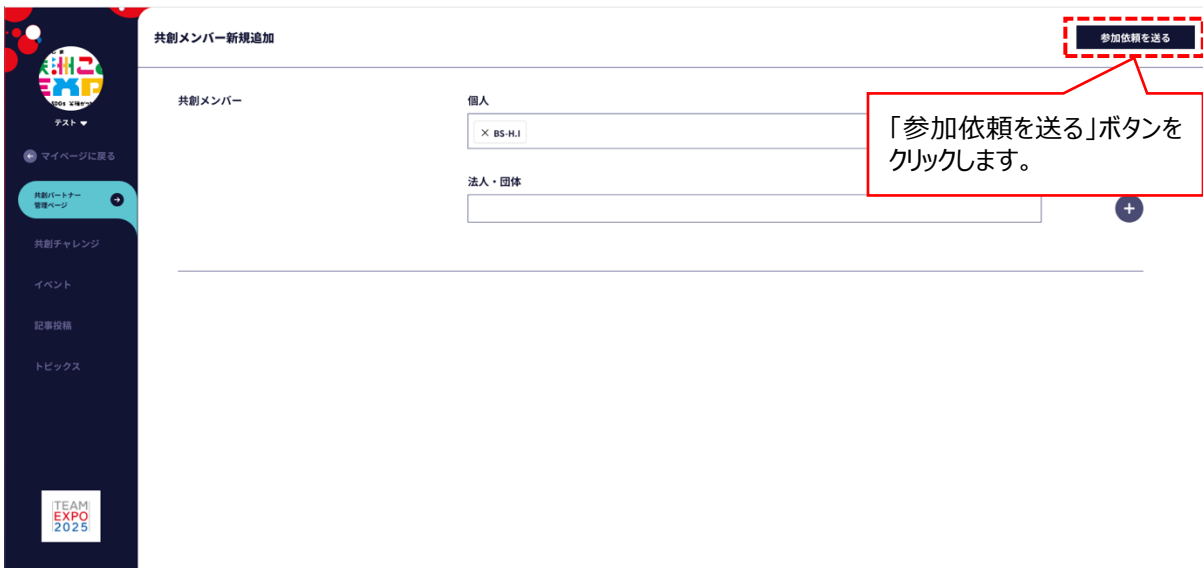 共創メンバー新規追加
参加依頼を送る
テスト
マイページに戻る
共創パートナー
管理ページ
共創チャレンジ
イベント
記事投稿
トピックス
TEAM
EXPO
2025
共創メンバー
個人
× BS-H.I
法人・団体
「参加依頼を送る」ボタンを
クリックします。